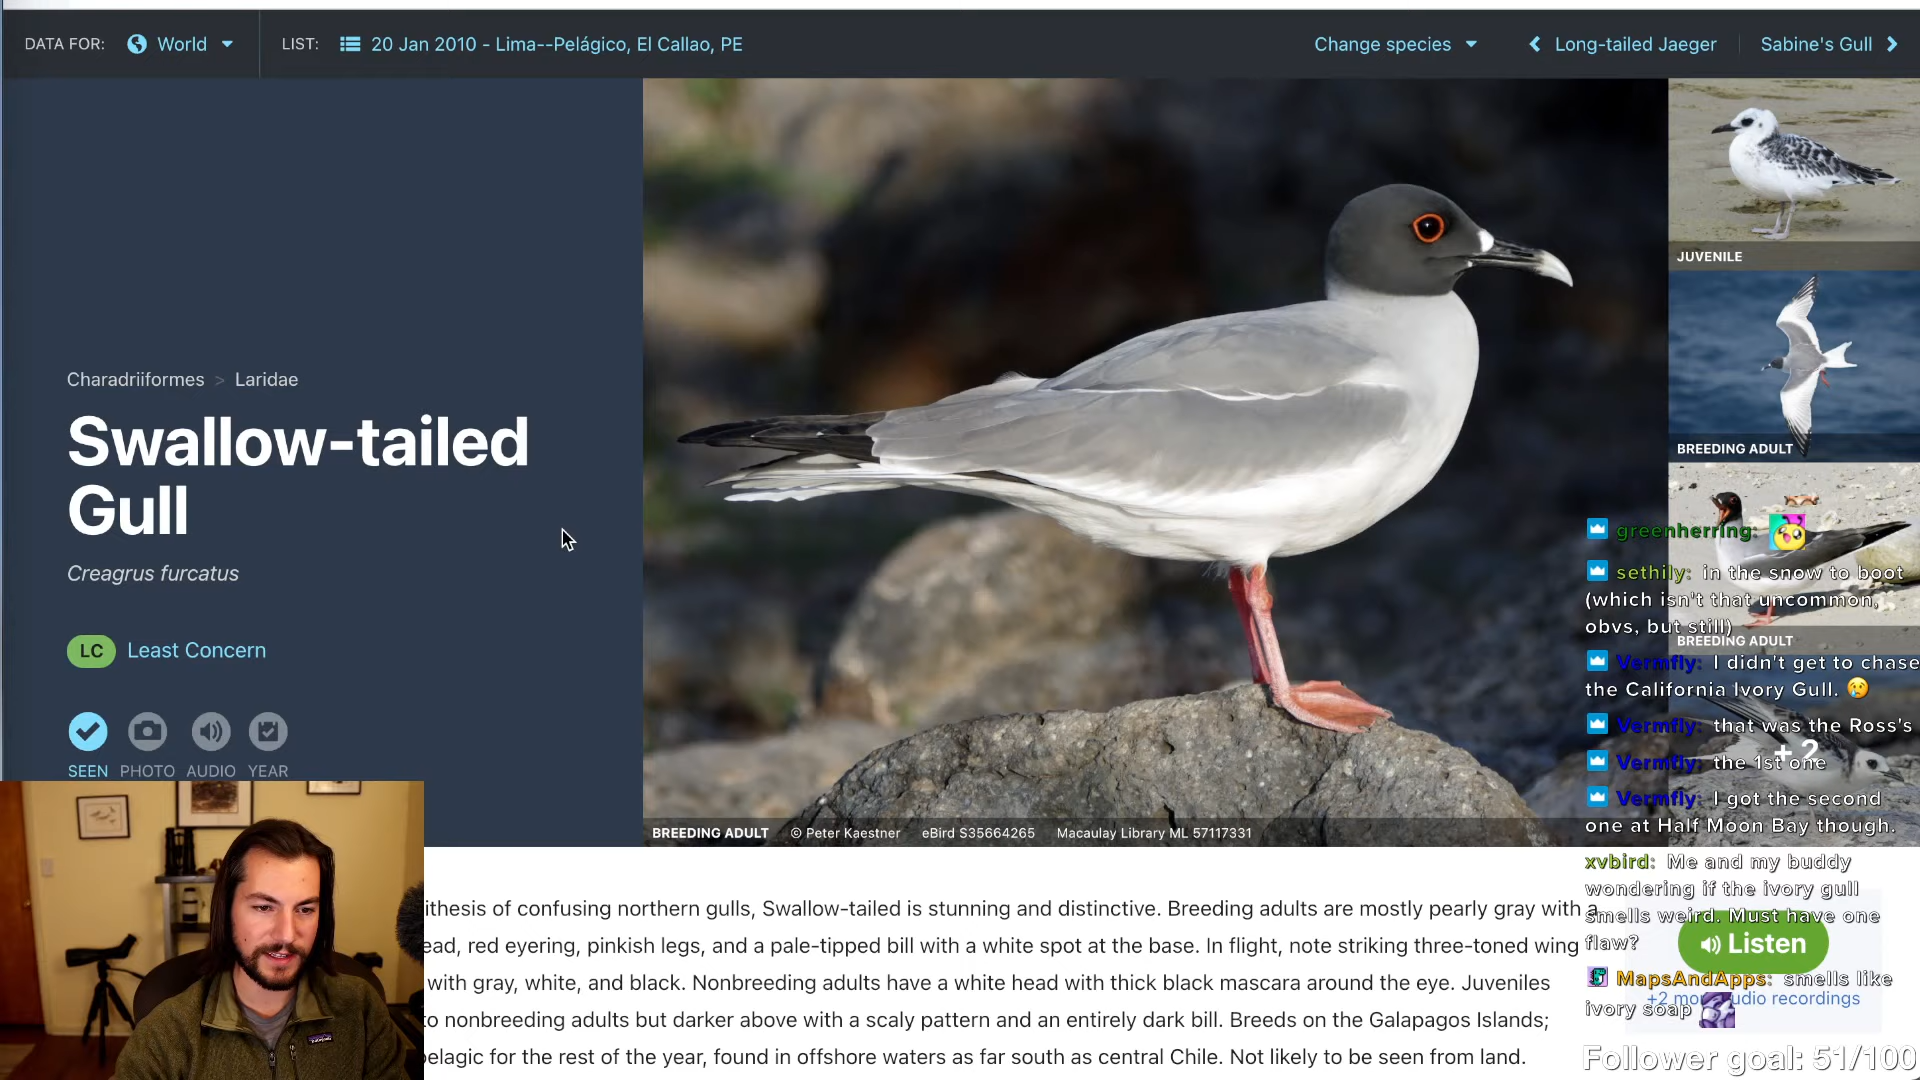 DATA FOR: World LIST: 20 Jan 2010 - Lima--Pelágico, El Callao, PE Change species Long-tailed Jaeger Sabine's Gull
JUVENILE
BREEDING ADULT
BREEDING ADULT
Charadriiformes > Laridae
Swallow-tailed
Gull
Creagrus furcatus
LC Least Concern
SEEN PHOTO AUDIO YEAR
BREEDING ADULT © Peter Kaestner eBird S35664265 Macaulay Library ML 57117331
+ 2
ithesis of confusing northern gulls, Swallow-tailed is stunning and distinctive. Breeding adults are mostly pearly gray with a
ead, red eyering, pinkish legs, and a pale-tipped bill with a white spot at the base. In flight, note striking three-toned wing
with gray, white, and black. Nonbreeding adults have a white head with thick black mascara around the eye. Juveniles
to nonbreeding adults but darker above with a scaly pattern and an entirely dark bill. Breeds on the Galapagos Islands;
pelagic for the rest of the year, found in offshore waters as far south as central Chile. Not likely to be seen from land.
Listen
+2 audio recordings
greenherring:
sethily: in the snow to boot
(which isn't that uncommon,
obvs, but still)
Vermfly: I didn't get to chase
the California Ivory Gull.
Vermfly: that was the Ross's
Vermfly: the 1st one
Vermfly: I got the second
one at Half Moon Bay though.
xvbird: Me and my buddy
wondering if the ivory gull
smells weird. Must have one
flaw?
MapsAndApps: smells like
ivory soap
Follower goal: 51/100